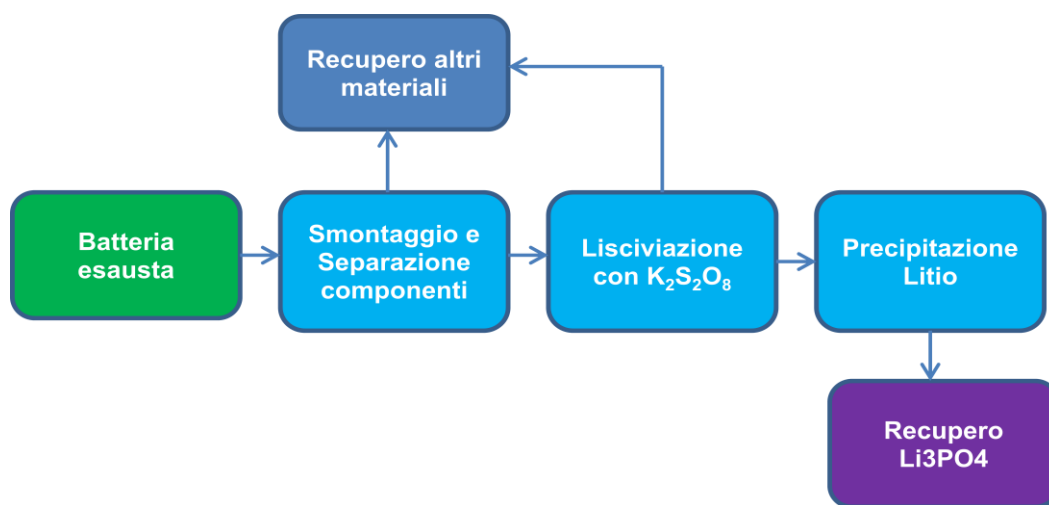 Recupero altri
materiali
Batteria
esausta
Smontaggio e
Separazione
componenti
Lisciviazione
con K₂S₂O₈
Precipitazione
Litio
Recupero
Li3PO4